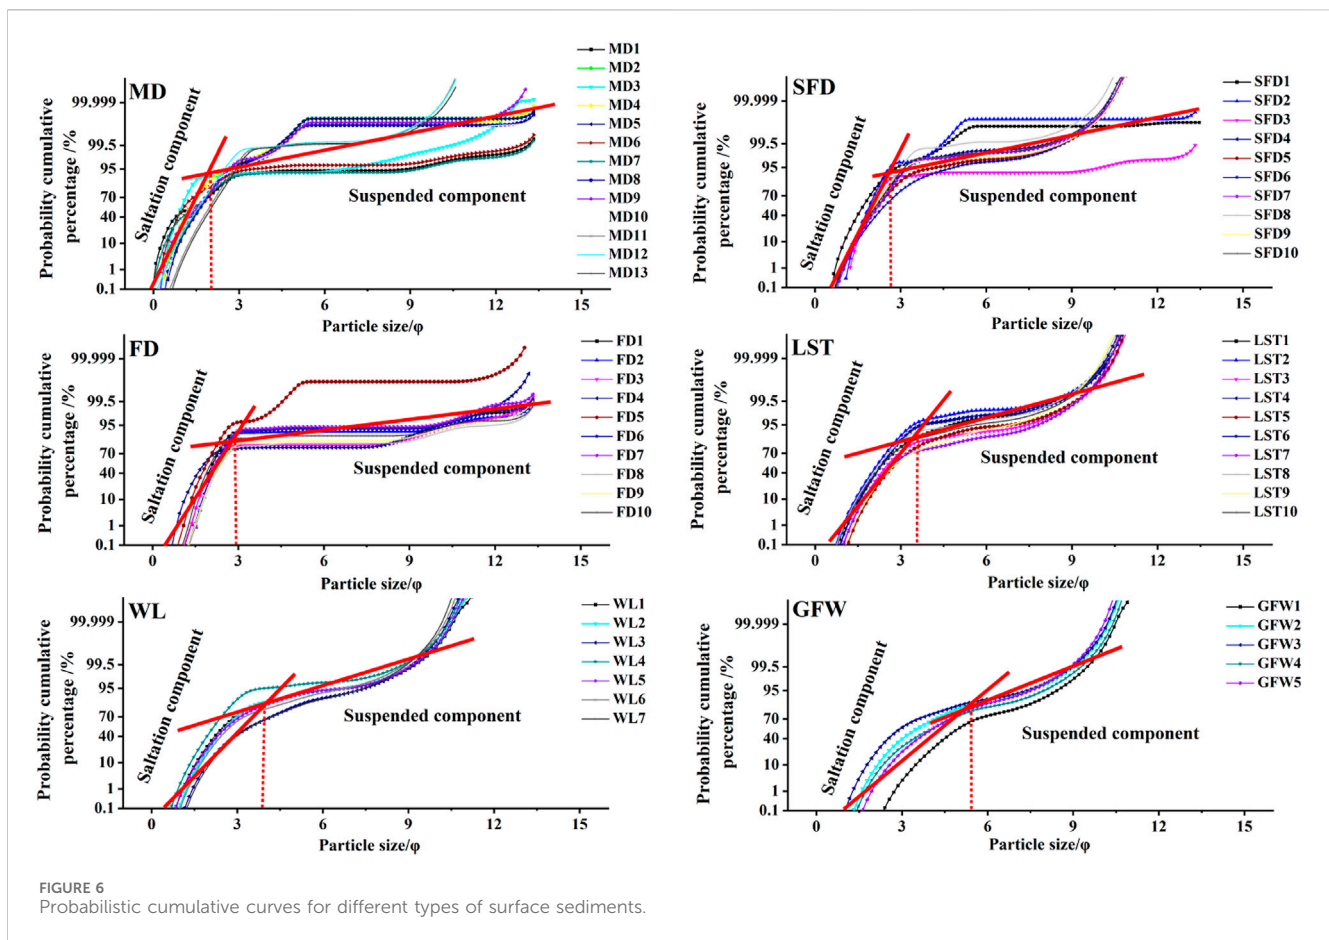 MD
Probability cumulative
percentage /%
99.999
99.5
95
70
40
10
1
0.1
Saltation component
Suspended component
0 3 6 9 12 15
Particle size/φ
MD1
MD2
MD3
MD4
MD5
MD6
MD7
MD8
MD9
MD10
MD11
MD12
MD13
SFD
Probability cumulative
percentage /%
99.999
99.5
95
70
40
10
1
0.1
Saltation component
Suspended component
0 3 6 9 12 15
Particle size/φ
SFD1
SFD2
SFD3
SFD4
SFD5
SFD6
SFD7
SFD8
SFD9
SFD10
FD
Probability cumulative
percentage /%
99.999
99.5
95
70
40
10
1
0.1
Saltation component
Suspended component
0 3 6 9 12 15
Particle size/φ
FD1
FD2
FD3
FD4
FD5
FD6
FD7
FD8
FD9
FD10
LST
Probability cumulative
percentage /%
99.999
99.5
95
70
40
10
1
0.1
Saltation component
Suspended component
0 3 6 9 12 15
Particle size/φ
LST1
LST2
LST3
LST4
LST5
LST6
LST7
LST8
LST9
LST10
WL
Probability cumulative
percentage /%
99.999
99.5
95
70
40
10
1
0.1
Saltation component
Suspended component
0 3 6 9 12 15
Particle size/φ
WL1
WL2
WL3
WL4
WL5
WL6
WL7
GFW
Probability cumulative
percentage /%
99.999
99.5
95
70
40
10
1
0.1
Saltation component
Suspended component
0 3 6 9 12 15
Particle size/φ
GFW1
GFW2
GFW3
GFW4
GFW5
FIGURE 6
Probabilistic cumulative curves for different types of surface sediments.